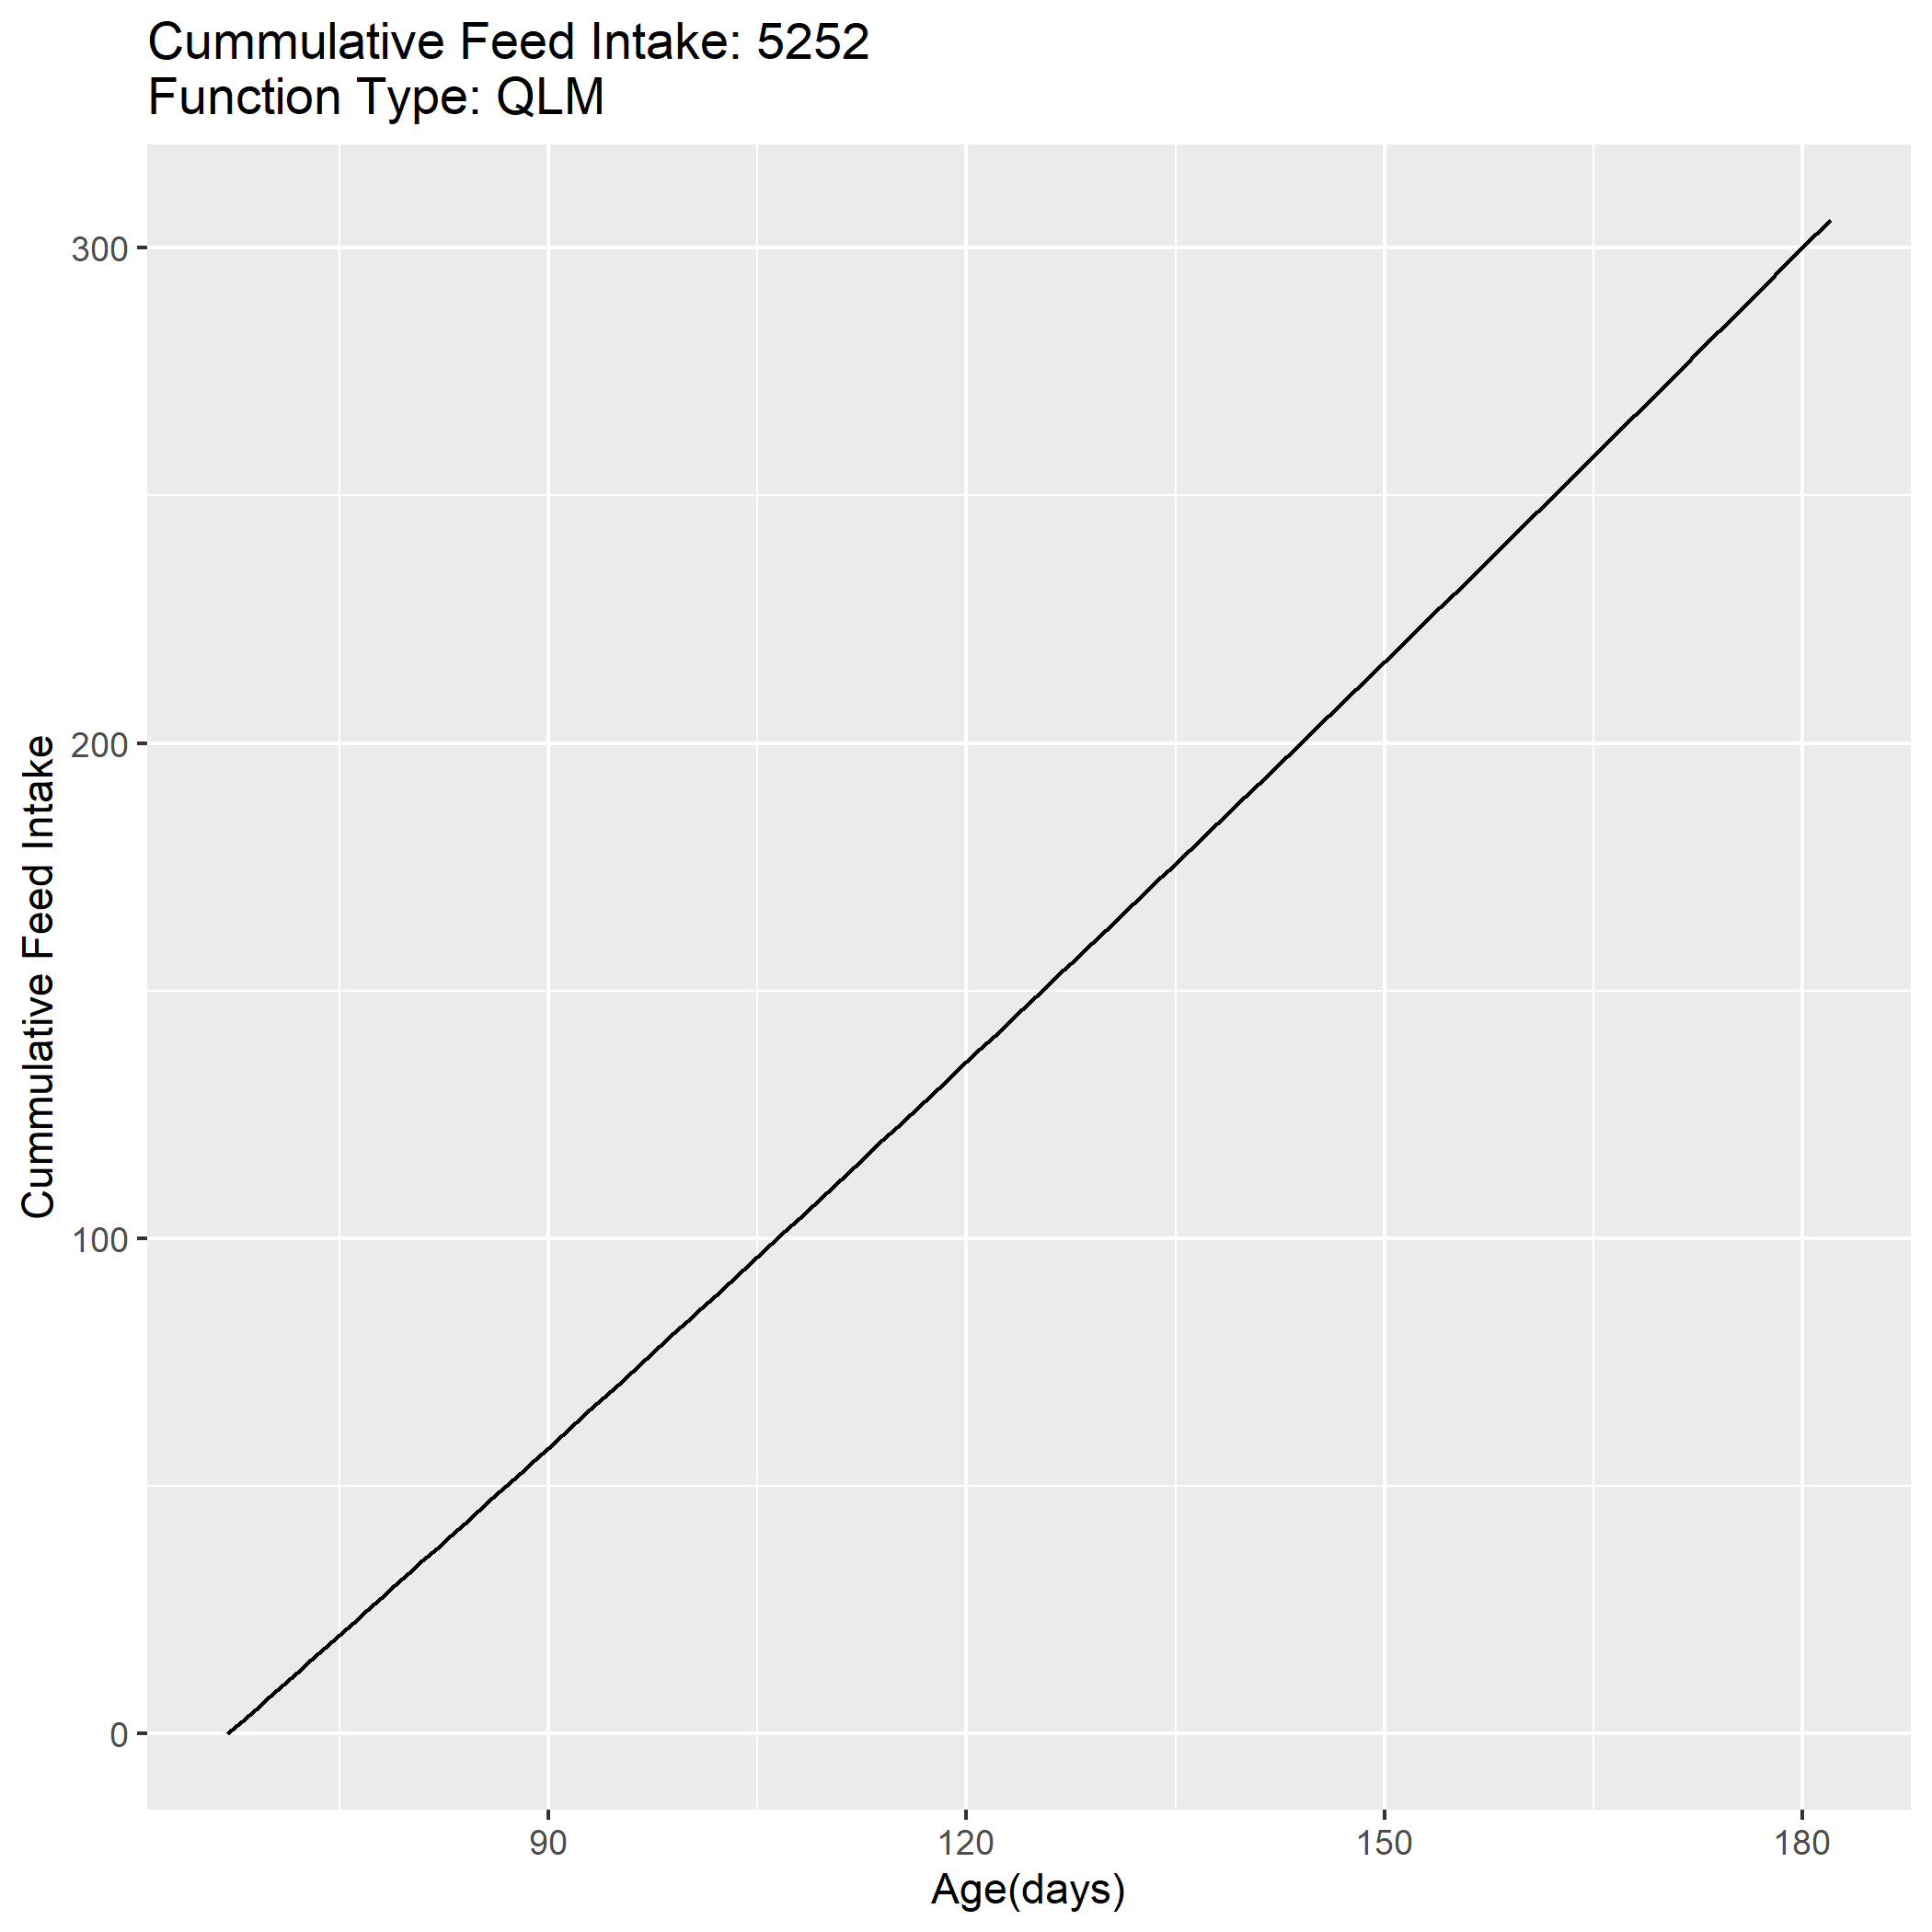 Cummulative Feed Intake: 5252
Function Type: QLM
Cummulative Feed Intake
300
200
100
0
90
120
150
180
Age(days)